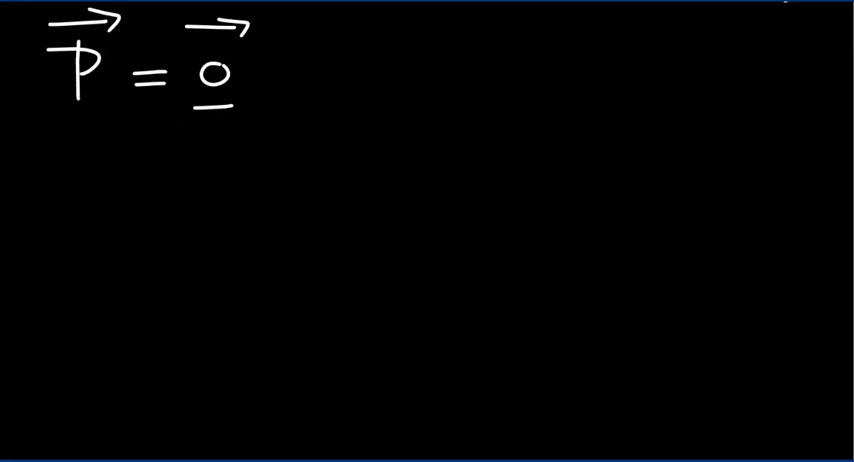 P⃗ = 0⃗